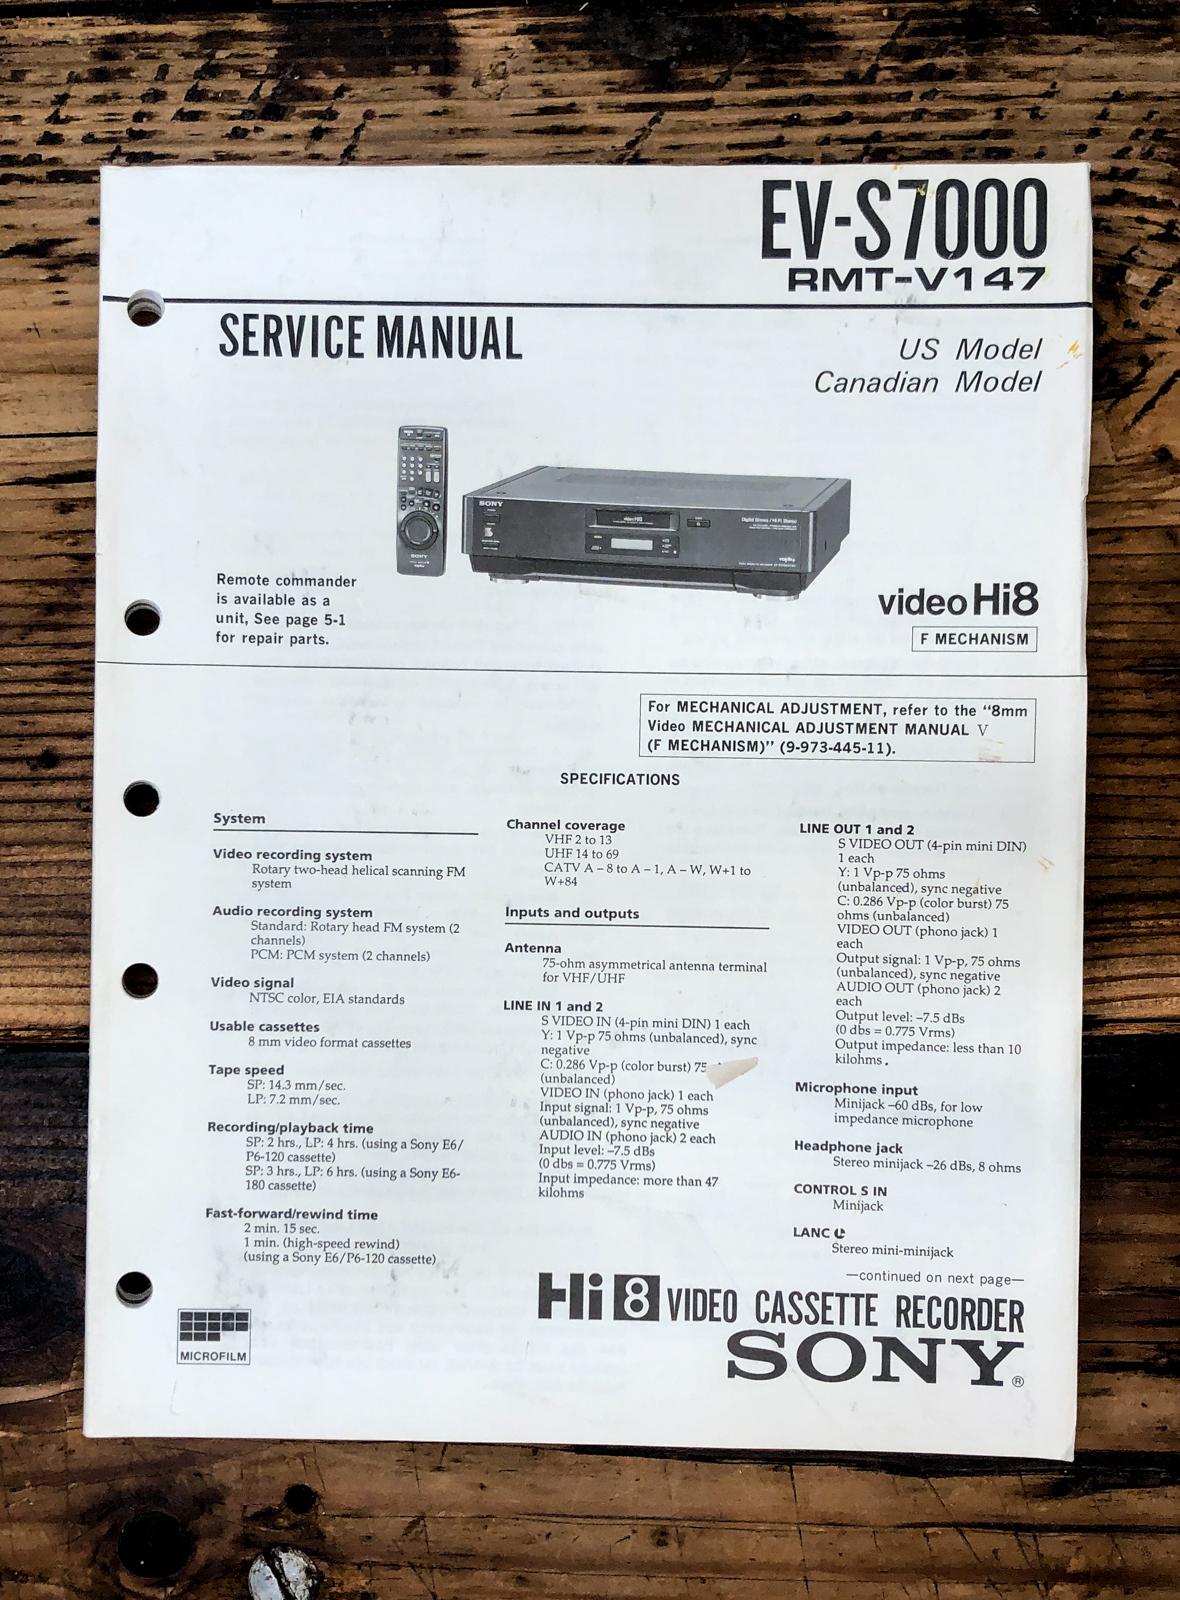 EV-S7000
RMT-V147
SERVICE MANUAL
US Model
Canadian Model
SONY
video Hi8
Digital Stereo / Hi-Fi Stereo
SONY
Remote commander
is available as a
unit, See page 5-1
for repair parts.
video Hi8
F MECHANISM
For MECHANICAL ADJUSTMENT, refer to the “8mm
Video MECHANICAL ADJUSTMENT MANUAL V
(F MECHANISM)” (9-973-445-11).
SPECIFICATIONS
System
Video recording system
Rotary two-head helical scanning FM
system
Audio recording system
Standard: Rotary head FM system (2
channels)
PCM: PCM system (2 channels)
Video signal
NTSC color, EIA standards
Usable cassettes
8 mm video format cassettes
Tape speed
SP: 14.3 mm/sec.
LP: 7.2 mm/sec.
Recording/playback time
SP: 2 hrs., LP: 4 hrs. (using a Sony E6/
P6-120 cassette)
SP: 3 hrs., LP: 6 hrs. (using a Sony E6-
180 cassette)
Fast-forward/rewind time
2 min. 15 sec.
1 min. (high-speed rewind)
(using a Sony E6/P6-120 cassette)
Channel coverage
VHF 2 to 13
UHF 14 to 69
CATV A – 8 to A – 1, A – W, W+1 to
W+84
Inputs and outputs
Antenna
75-ohm asymmetrical antenna terminal
for VHF/UHF
LINE IN 1 and 2
S VIDEO IN (4-pin mini DIN) 1 each
Y: 1 Vp-p 75 ohms (unbalanced), sync
negative
C: 0.286 Vp-p (color burst) 75
(unbalanced)
VIDEO IN (phono jack) 1 each
Input signal: 1 Vp-p, 75 ohms
(unbalanced), sync negative
AUDIO IN (phono jack) 2 each
Input level: –7.5 dBs
(0 dbs = 0.775 Vrms)
Input impedance: more than 47
kilohms
LINE OUT 1 and 2
S VIDEO OUT (4-pin mini DIN)
1 each
Y: 1 Vp-p 75 ohms
(unbalanced), sync negative
C: 0.286 Vp-p (color burst) 75
ohms (unbalanced)
VIDEO OUT (phono jack) 1
each
Output signal: 1 Vp-p, 75 ohms
(unbalanced), sync negative
AUDIO OUT (phono jack) 2
each
Output level: –7.5 dBs
(0 dbs = 0.775 Vrms)
Output impedance: less than 10
kilohms .
Microphone input
Minijack –60 dBs, for low
impedance microphone
Headphone jack
Stereo minijack –26 dBs, 8 ohms
CONTROL S IN
Minijack
LANC
Stereo mini-minijack
—continued on next page—
Hi 8 VIDEO CASSETTE RECORDER
SONY ®
MICROFILM